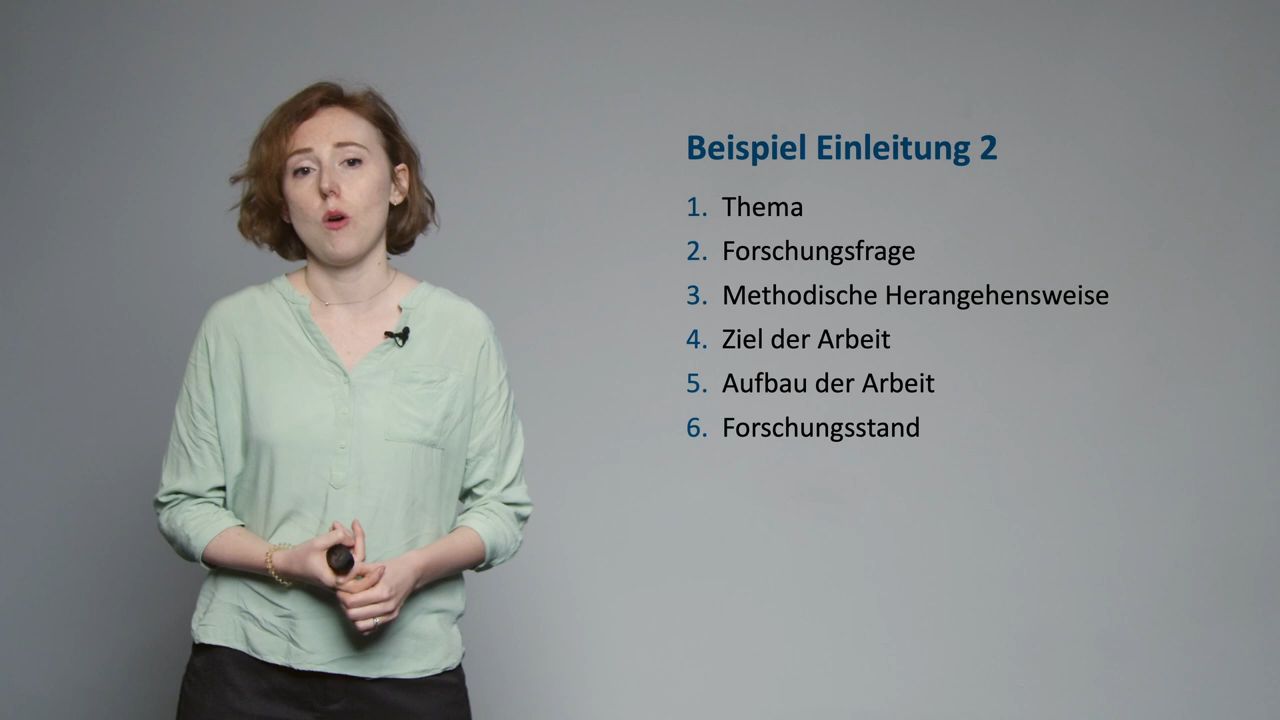 Beispiel Einleitung 2
1. Thema
2. Forschungsfrage
3. Methodische Herangehensweise
4. Ziel der Arbeit
5. Aufbau der Arbeit
6. Forschungsstand